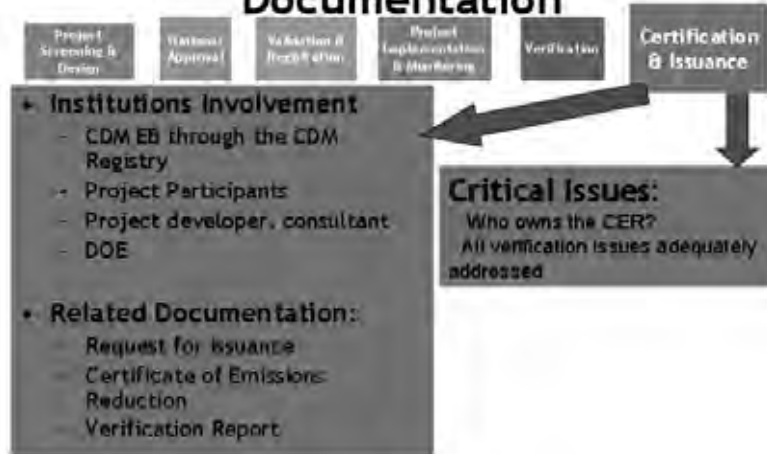 Documentation
Project
Screening &
Design
National
Approval
Validation &
Registration
Project
Implementation
& Monitoring
Verification
Certification
& Issuance
• Institutions Involvement
- CDM EB through the CDM
Registry
- Project Participants
- Project developer, consultant
- DOE
Critical Issues:
Who owns the CER?
All verification issues adequately
addressed
• Related Documentation:
- Request for issuance
- Certificate of Emissions
Reduction
- Verification Report